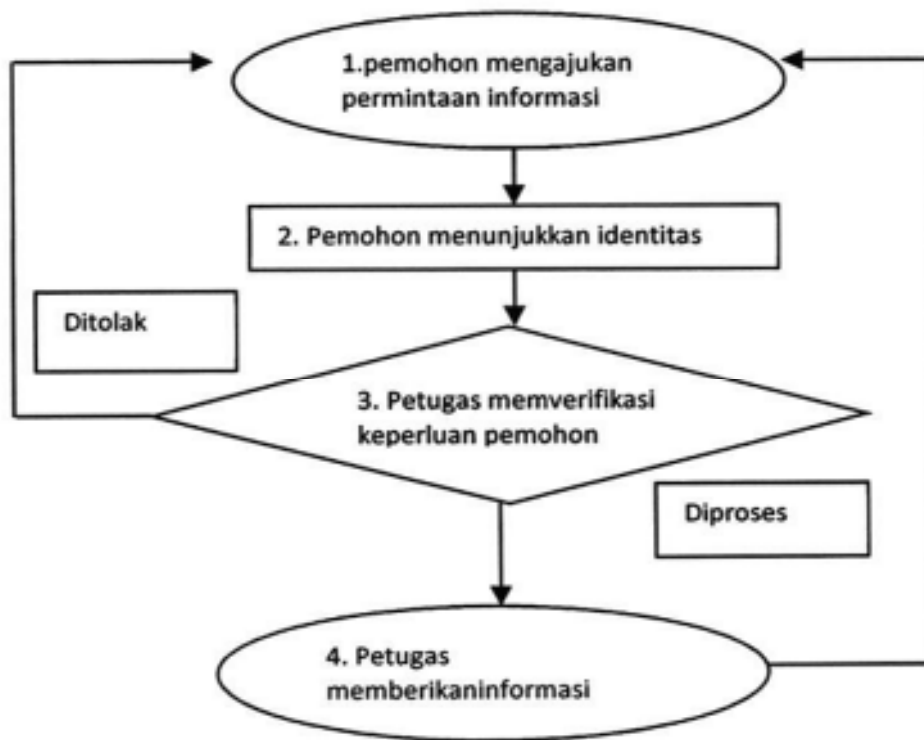 1.pemohon mengajukan
permintaan informasi
2. Pemohon menunjukkan identitas
Ditolak
3. Petugas memverifikasi
keperluan pemohon
Diproses
4. Petugas
memberikaninformasi